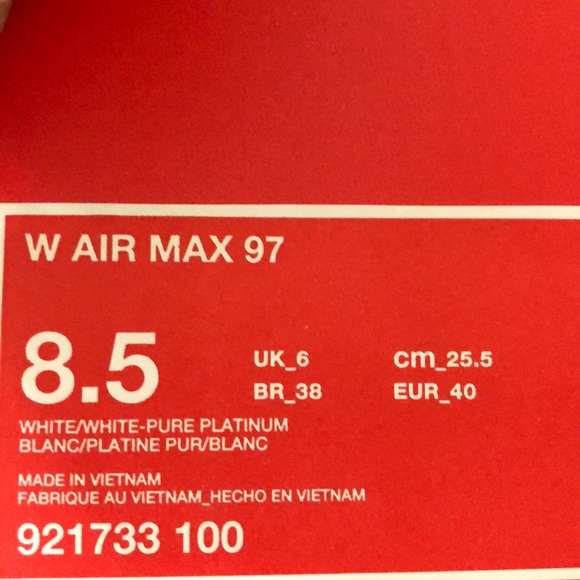 W AIR MAX 97
8.5
UK_6 cm_25.5
BR_38 EUR_40
WHITE/WHITE-PURE PLATINUM
BLANC/PLATINE PUR/BLANC
MADE IN VIETNAM
FABRIQUE AU VIETNAM_HECHO EN VIETNAM
921733 100